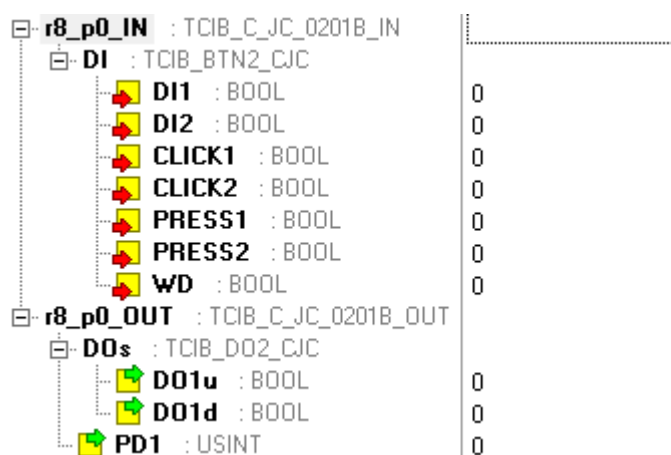 r8_p0_IN : TCIB_C_JC_0201B_IN
DI : TCIB_BTN2_CJC
DI1 : BOOL 0
DI2 : BOOL 0
CLICK1 : BOOL 0
CLICK2 : BOOL 0
PRESS1 : BOOL 0
PRESS2 : BOOL 0
WD : BOOL 0
r8_p0_OUT : TCIB_C_JC_0201B_OUT
DOs : TCIB_DO2_CJC
DO1u : BOOL 0
DO1d : BOOL 0
PD1 : USINT 0